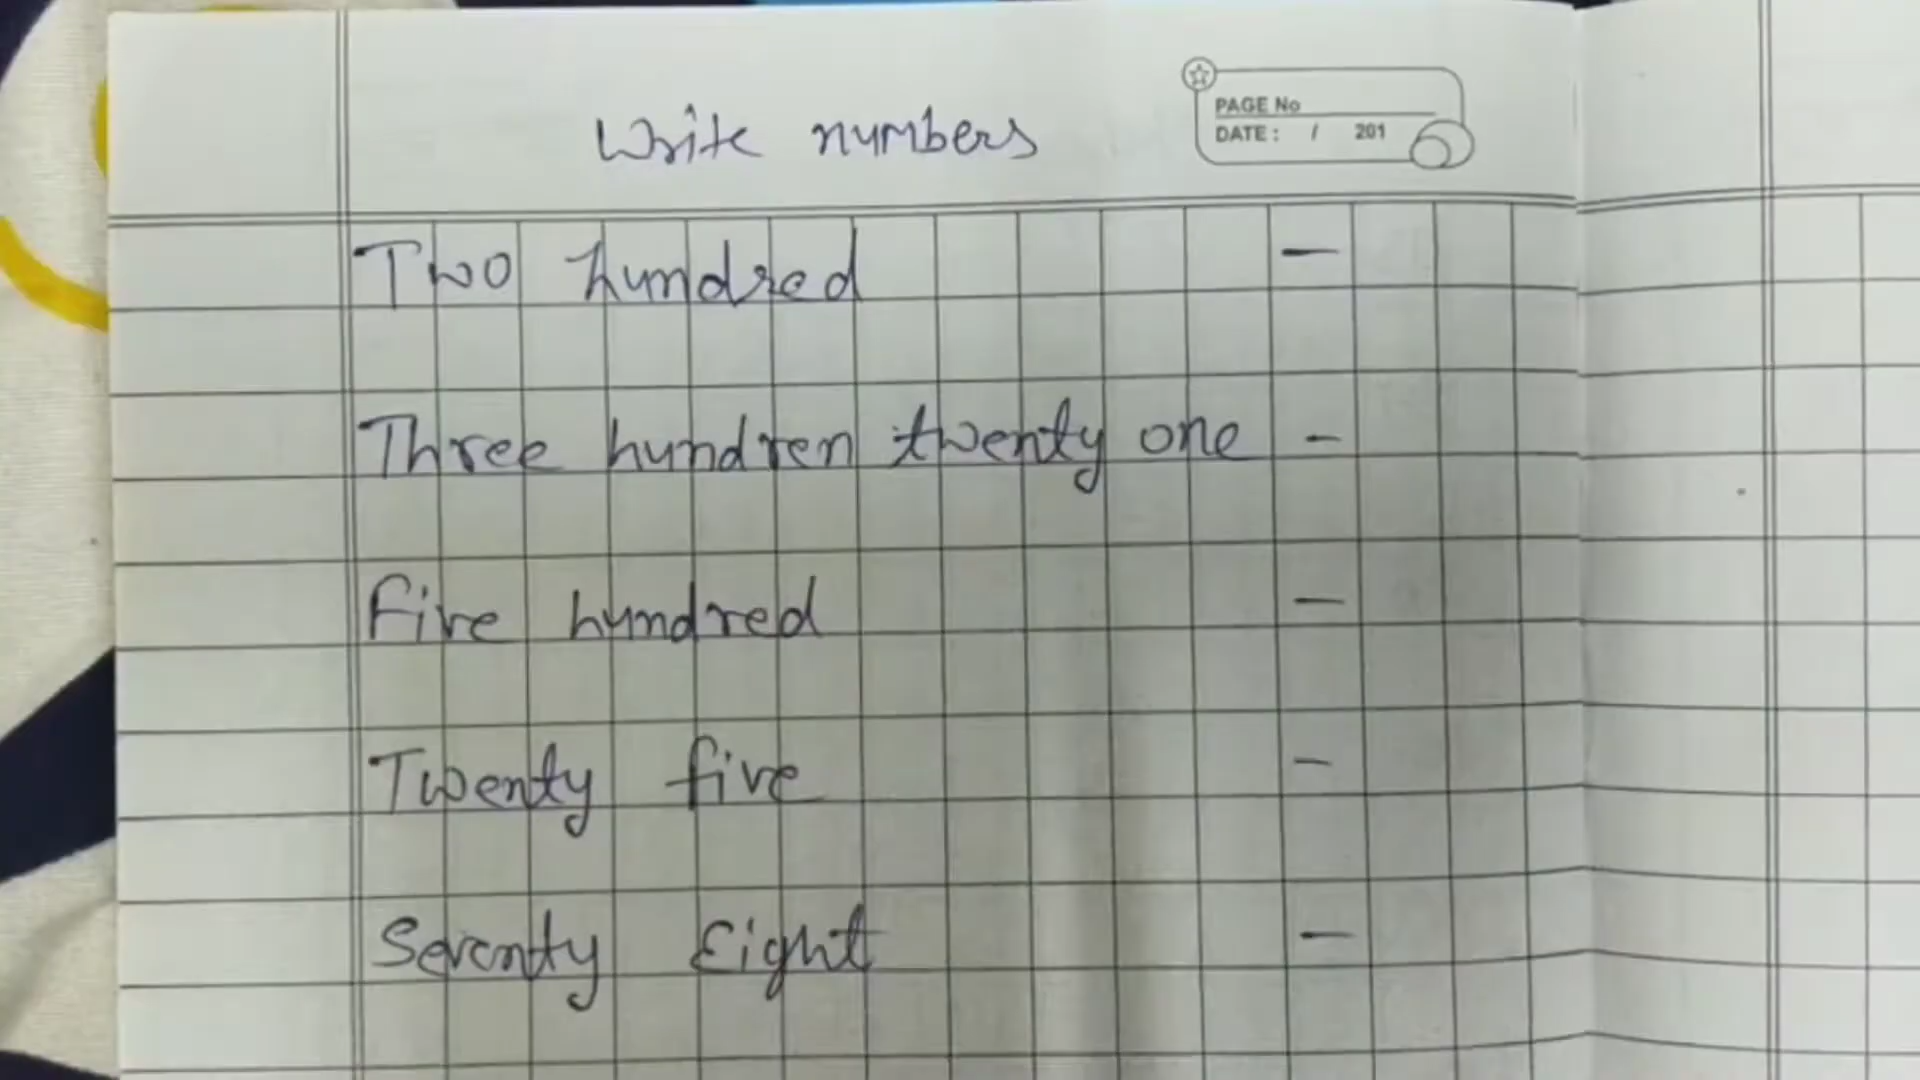 Write numbers
PAGE No
DATE: / 201
Two hundred —
Three hundren twenty one -
Five hundred —
Twenty five —
Seventy Eight —